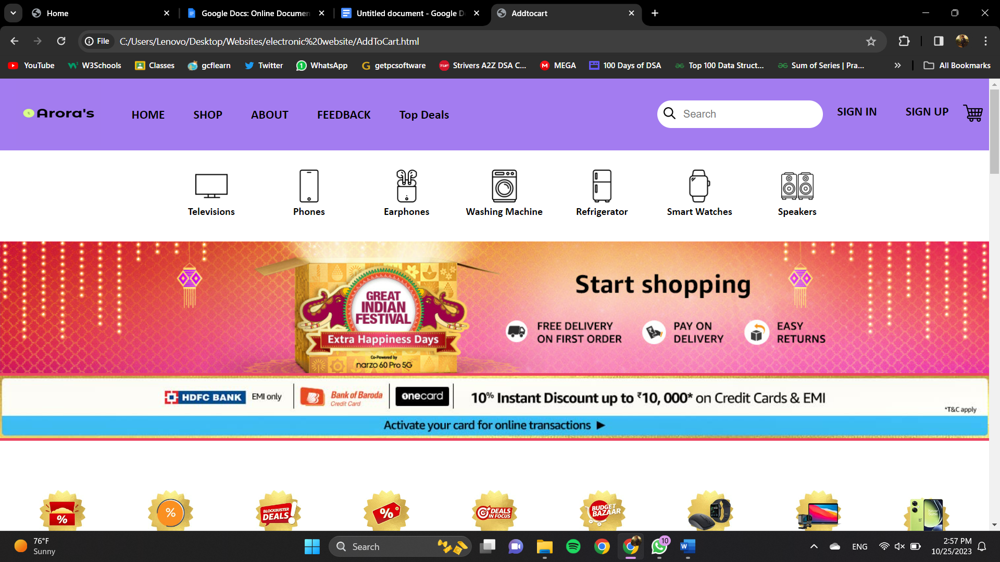 Home
Google Docs: Online Documen
Untitled document - Google D
Addtocart
File
C:/Users/Lenovo/Desktop/Websites/electronic%20website/AddToCart.html
YouTube
W3Schools
Classes
gcflearn
Twitter
WhatsApp
getpcsoftware
Strivers A2Z DSA C...
MEGA
100 Days of DSA
Top 100 Data Struct...
Sum of Series | Pra...
All Bookmarks
Arora's
HOME
SHOP
ABOUT
FEEDBACK
Top Deals
Search
SIGN IN
SIGN UP
Televisions
Phones
Earphones
Washing Machine
Refrigerator
Smart Watches
Speakers
GREAT
INDIAN
FESTIVAL
Extra Happiness Days
Co-Powered by
narzo 60 Pro 5G
Start shopping
FREE DELIVERY
ON FIRST ORDER
PAY ON
DELIVERY
EASY
RETURNS
HDFC BANK
EMI only
Bank of Baroda
Credit Card
onecard
10% Instant Discount up to ₹10, 000* on Credit Cards & EMI
*T&C apply
Activate your card for online transactions ▶
%
%
BLOCKBUSTER
DEALS!
%
DEALS
IN FOCUS
BUDGET
BAZAAR
76°F
Sunny
Search
10
ENG
2:57 PM
10/25/2023